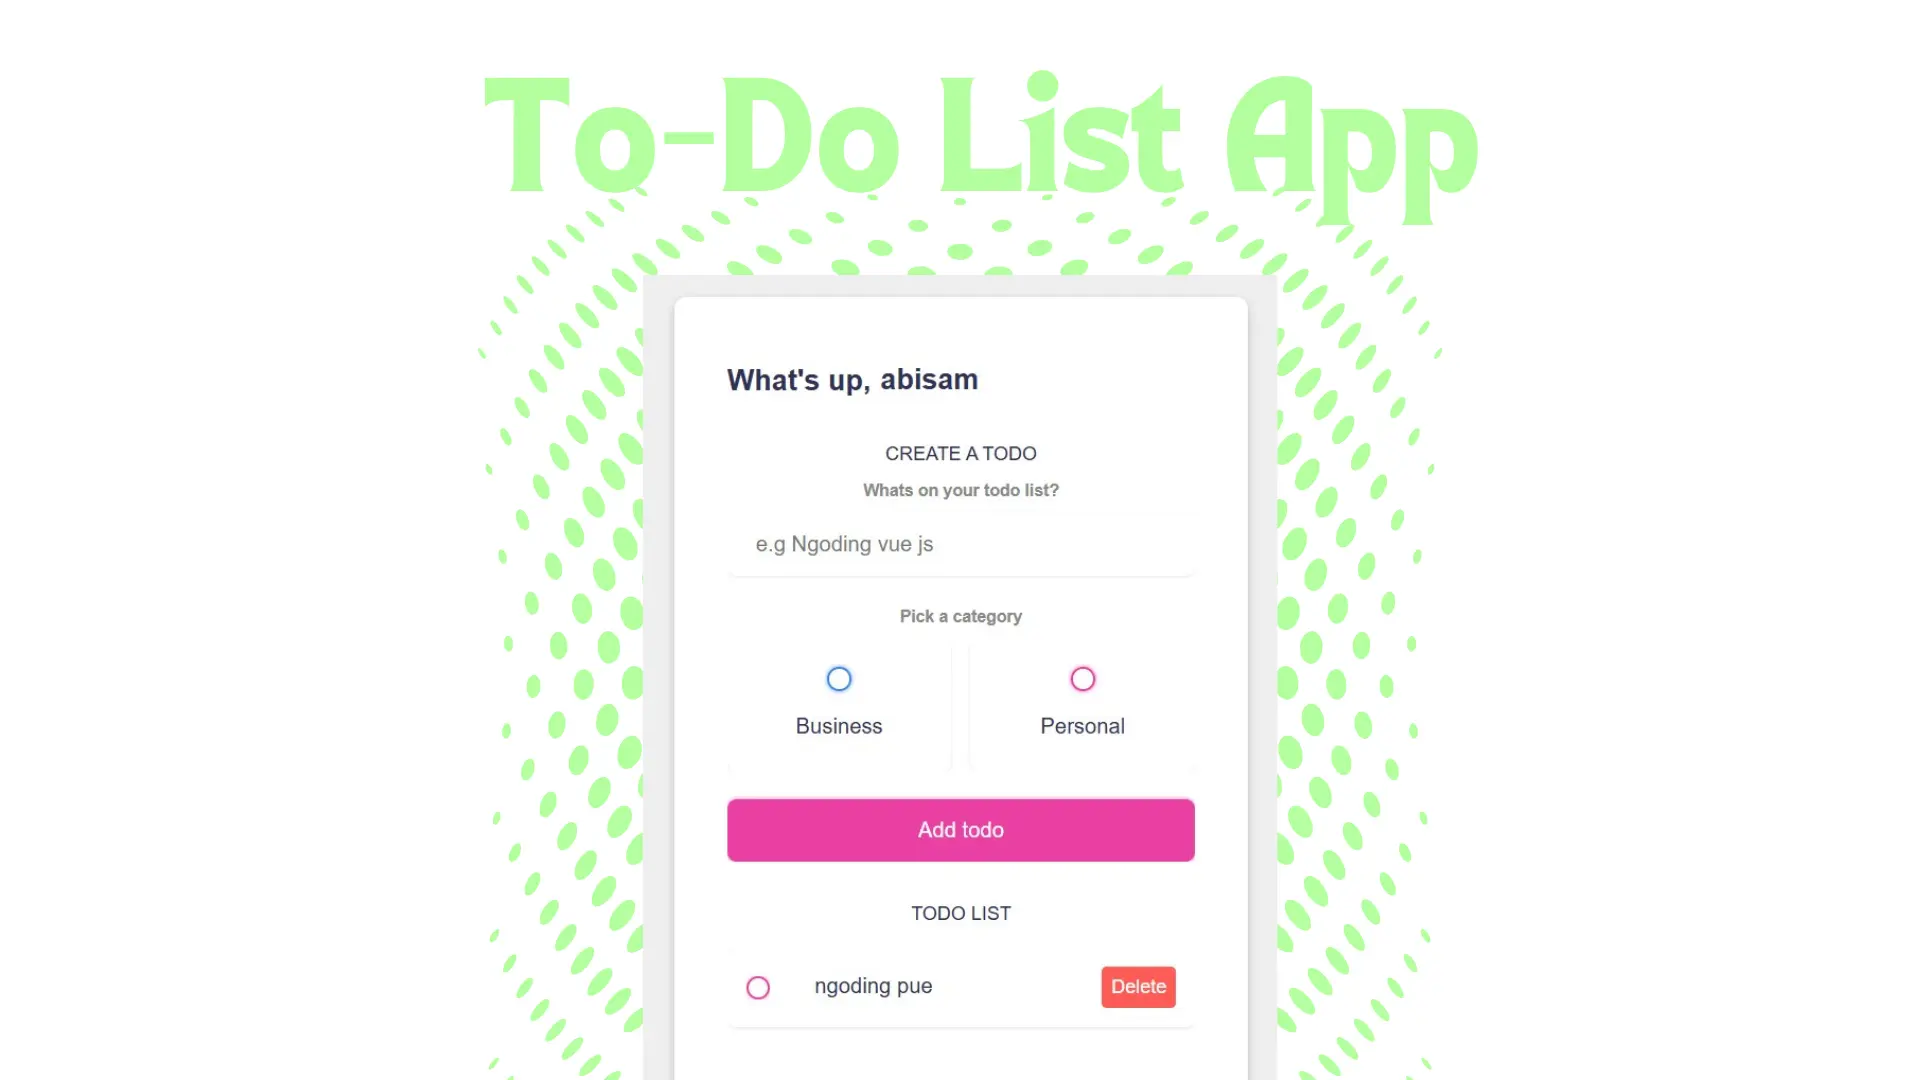 To-Do List App
What's up, abisam
CREATE A TODO
Whats on your todo list?
e.g Ngoding vue js
Pick a category
Business
Personal
Add todo
TODO LIST
ngoding pue
Delete